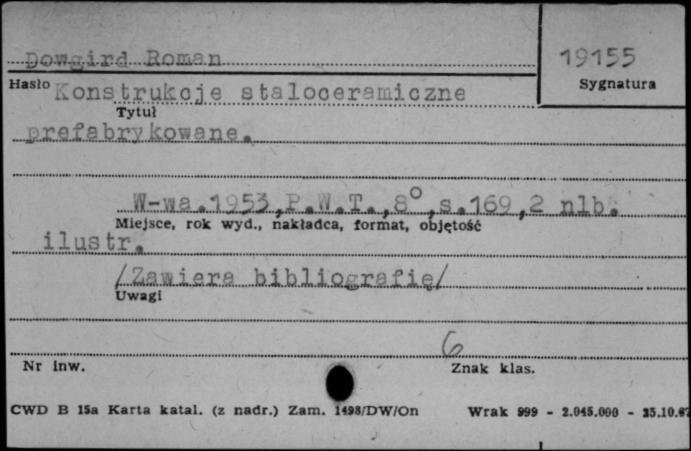 Dowgird Roman
19155
Hasło
Sygnatura
Konstrukcje staloceramiczne
Tytuł
prefabrykowane.
W-wa.1953,P.W.T.,8°,s.169,2 nlb.
Miejsce, rok wyd., nakładca, format, objętość
ilustr.
/Zawiera bibliografię/
Uwagi
6
Nr inw.
Znak klas.
CWD B 15a Karta katal. (z nadr.) Zam. 1498/DW/On Wrak 999 - 2.045.000 - 25.10.67